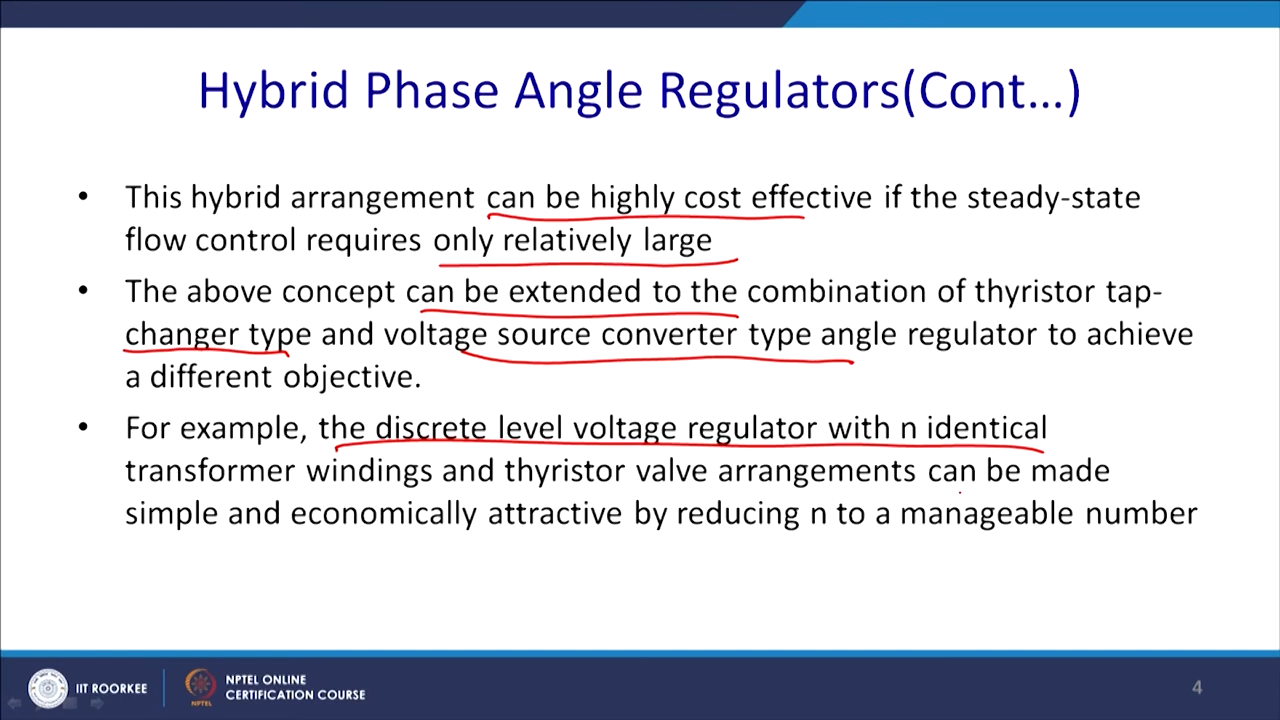 Hybrid Phase Angle Regulators(Cont...)
• This hybrid arrangement can be highly cost effective if the steady-state
flow control requires only relatively large
• The above concept can be extended to the combination of thyristor tap-
changer type and voltage source converter type angle regulator to achieve
a different objective.
• For example, the discrete level voltage regulator with n identical
transformer windings and thyristor valve arrangements can be made
simple and economically attractive by reducing n to a manageable number
IIT ROORKEE
NPTEL
NPTEL ONLINE
CERTIFICATION COURSE
4